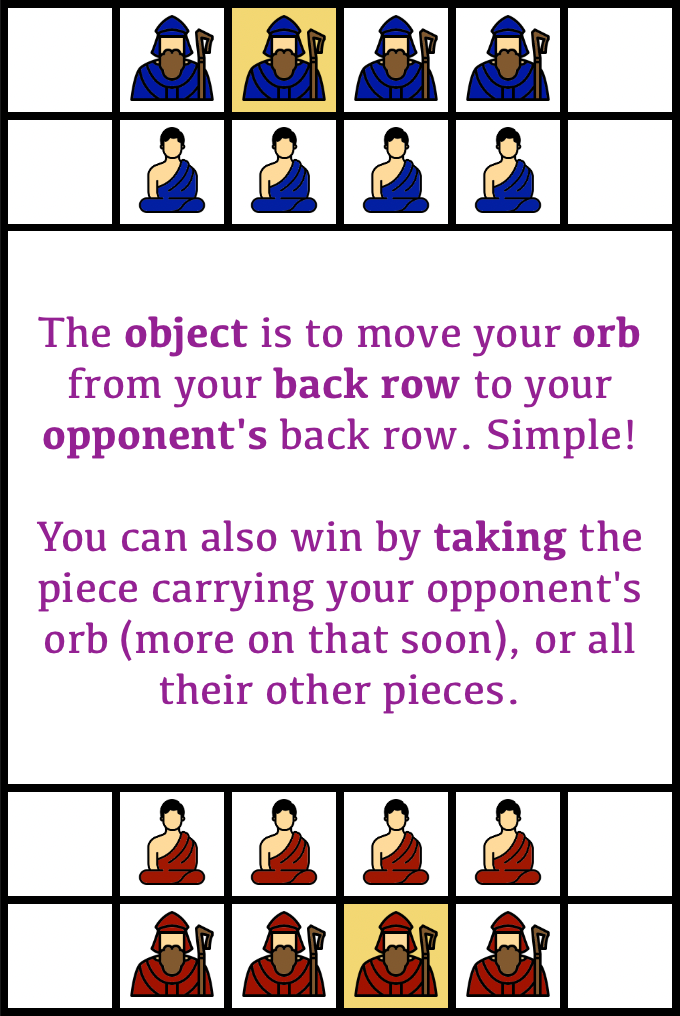 The object is to move your orb
from your back row to your
opponent's back row. Simple!
You can also win by taking the
piece carrying your opponent's
orb (more on that soon), or all
their other pieces.